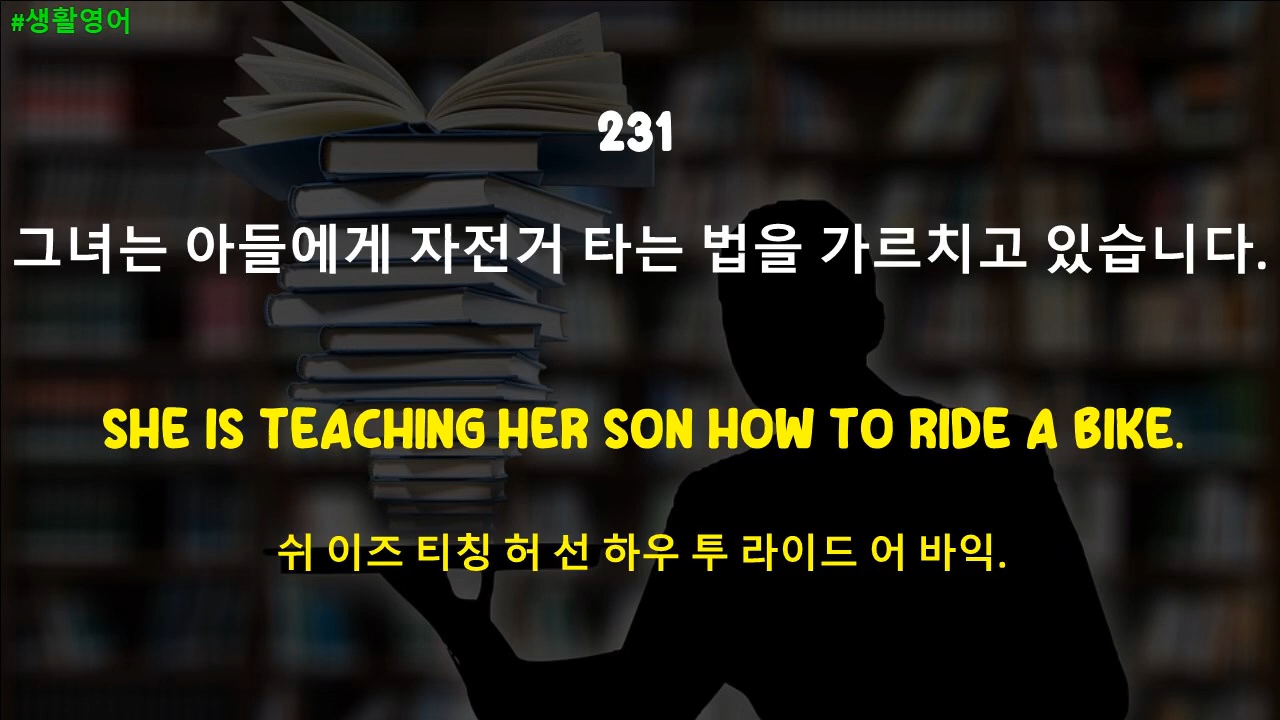 #생활영어
231
그녀는 아들에게 자전거 타는 법을 가르치고 있습니다.
SHE IS TEACHING HER SON HOW TO RIDE A BIKE.
쉬 이즈 티칭 허 선 하우 투 라이드 어 바익.